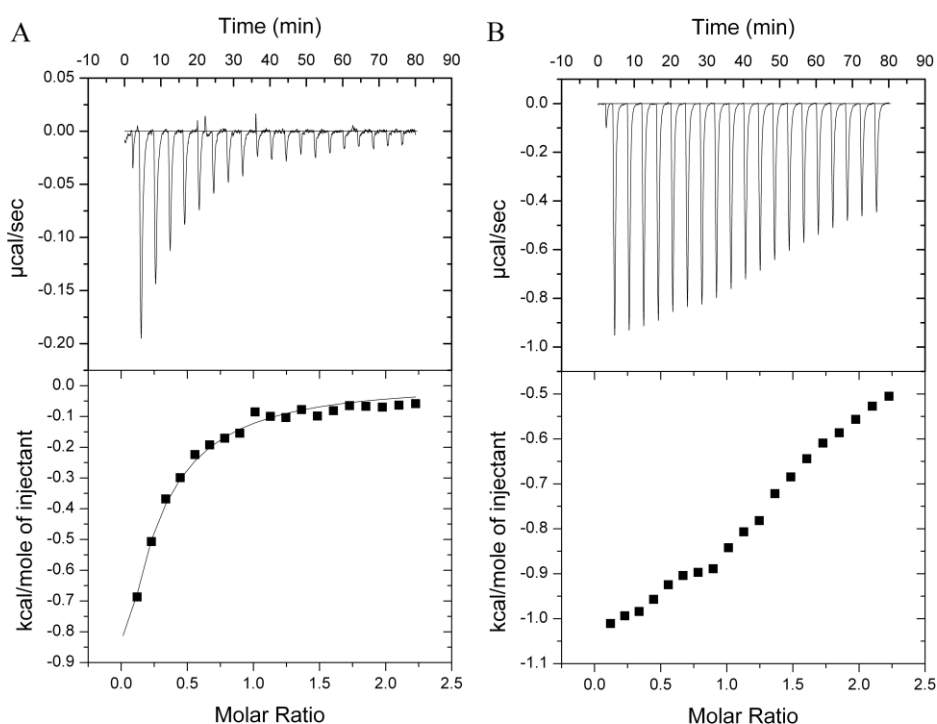 A
Time (min)
-10 0 10 20 30 40 50 60 70 80 90
0.05
0.00
-0.05
-0.10
-0.15
-0.20
µcal/sec
0.0
-0.1
-0.2
-0.3
-0.4
-0.5
-0.6
-0.7
-0.8
-0.9
kcal/mole of injectant
0.0 0.5 1.0 1.5 2.0 2.5
Molar Ratio
B
Time (min)
-10 0 10 20 30 40 50 60 70 80 90
0.0
-0.2
-0.4
-0.6
-0.8
-1.0
µcal/sec
-0.5
-0.6
-0.7
-0.8
-0.9
-1.0
-1.1
kcal/mole of injectant
0.0 0.5 1.0 1.5 2.0 2.5
Molar Ratio